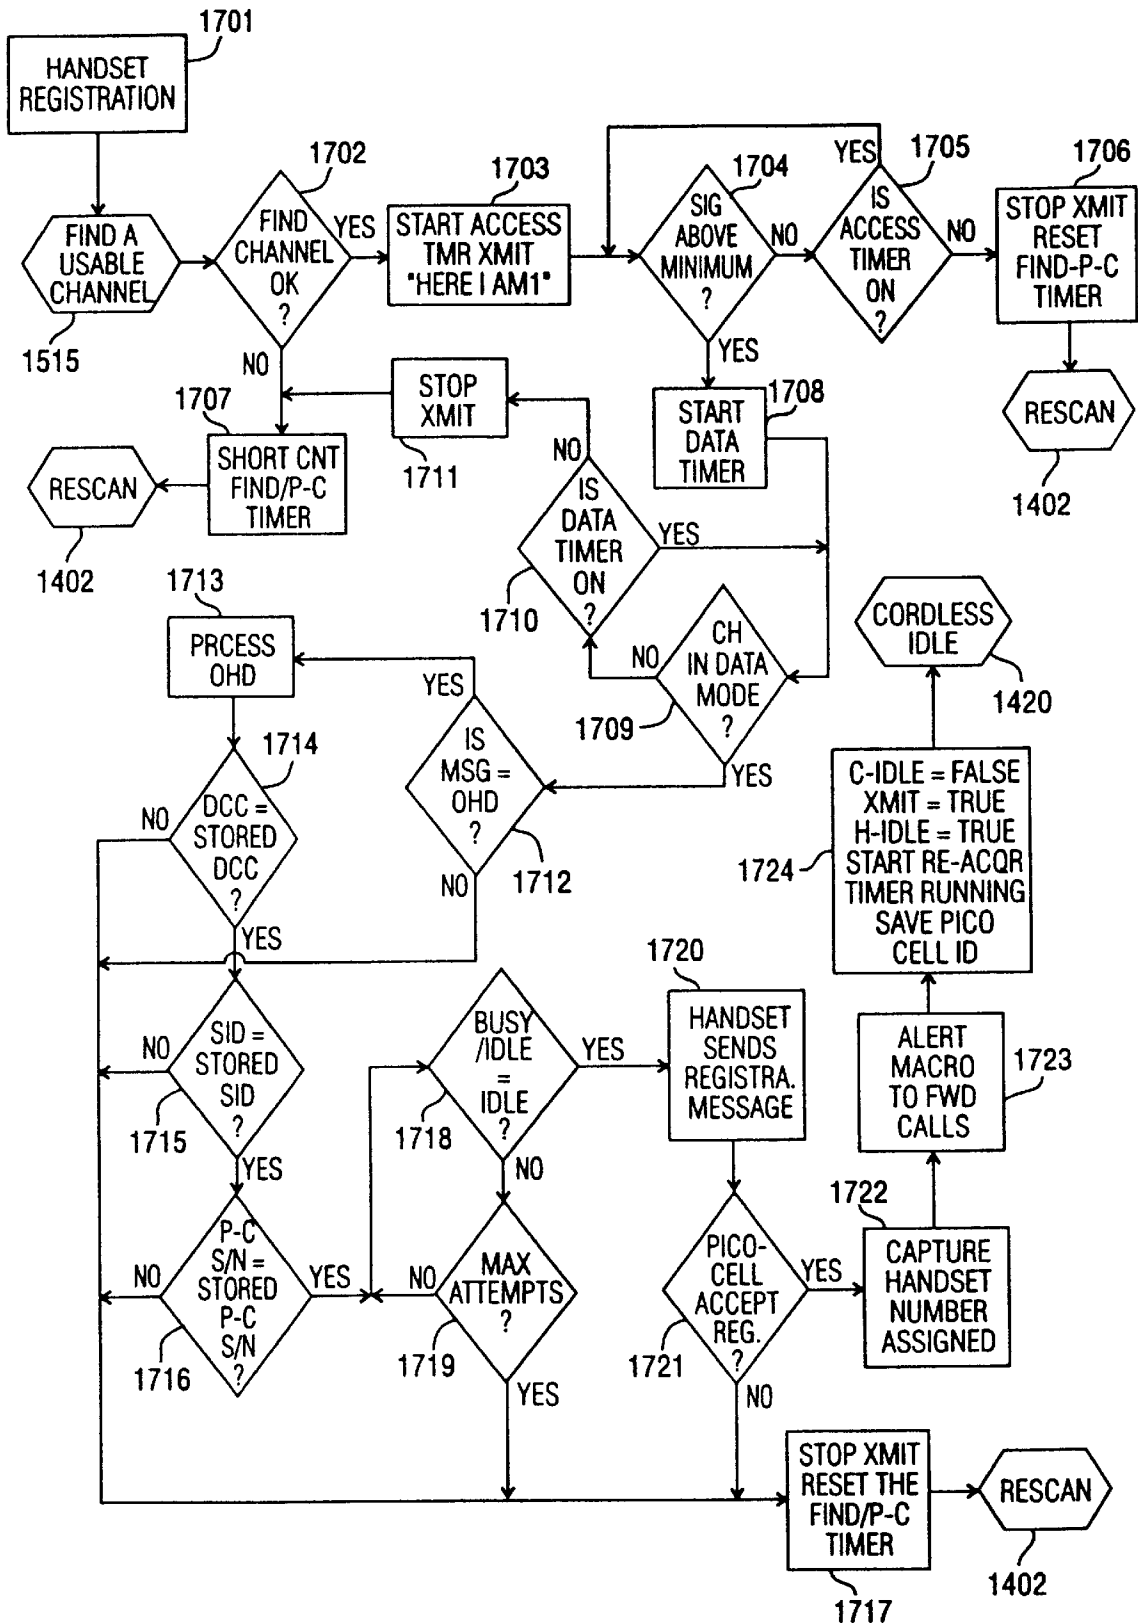 1701
HANDSET
REGISTRATION
FIND A
USABLE
CHANNEL
1515
1702
FIND
CHANNEL
OK
?
YES
NO
1703
START ACCESS
TMR XMIT
"HERE I AM1"
1704
SIG
ABOVE
MINIMUM
?
NO
YES
1705
YES
IS
ACCESS
TIMER
ON
?
NO
1706
STOP XMIT
RESET
FIND-P-C
TIMER
RESCAN
1402
1707
SHORT CNT
FIND/P-C
TIMER
RESCAN
1402
STOP
XMIT
1711
1708
START
DATA
TIMER
NO
IS
DATA
TIMER
ON
?
YES
1710
CH
IN DATA
MODE
?
NO
1709
YES
1713
PRCESS
OHD
YES
IS
MSG =
OHD
?
1712
NO
1714
DCC =
STORED
DCC
?
NO
YES
SID =
STORED
SID
?
NO
1715
YES
P-C
S/N =
STORED
P-C
S/N
?
NO
YES
1716
BUSY
/IDLE
=
IDLE
?
YES
1718
NO
MAX
ATTEMPTS
?
NO
1719
YES
1720
HANDSET
SENDS
REGISTRA.
MESSAGE
PICO-
CELL
ACCEPT
REG.
?
YES
1721
NO
1722
CAPTURE
HANDSET
NUMBER
ASSIGNED
ALERT
MACRO
TO FWD
CALLS
1723
C-IDLE = FALSE
XMIT = TRUE
H-IDLE = TRUE
START RE-ACQR
TIMER RUNNING
SAVE PICO
CELL ID
1724
CORDLESS
IDLE
1420
STOP XMIT
RESET THE
FIND/P-C
TIMER
1717
RESCAN
1402